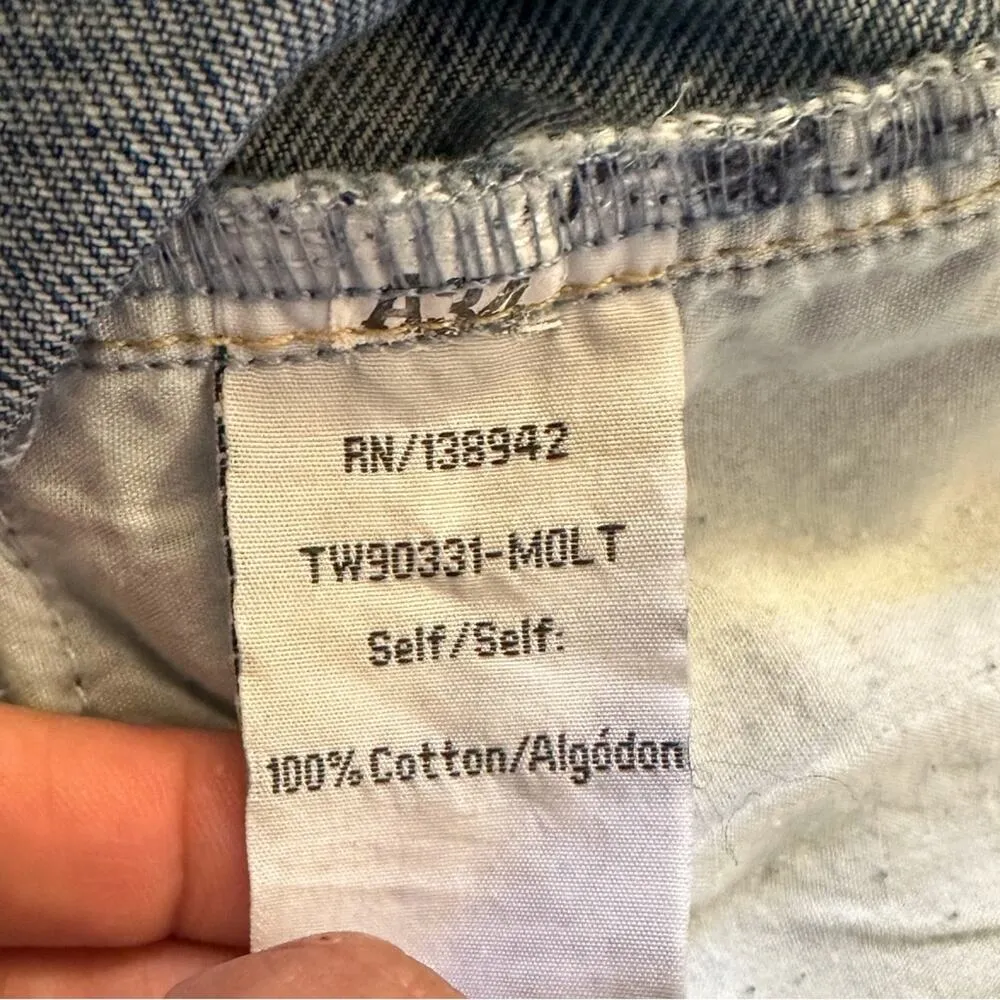 RN/138942
TW90331-MOLT
Self/Self:
100% Cotton/Algódon